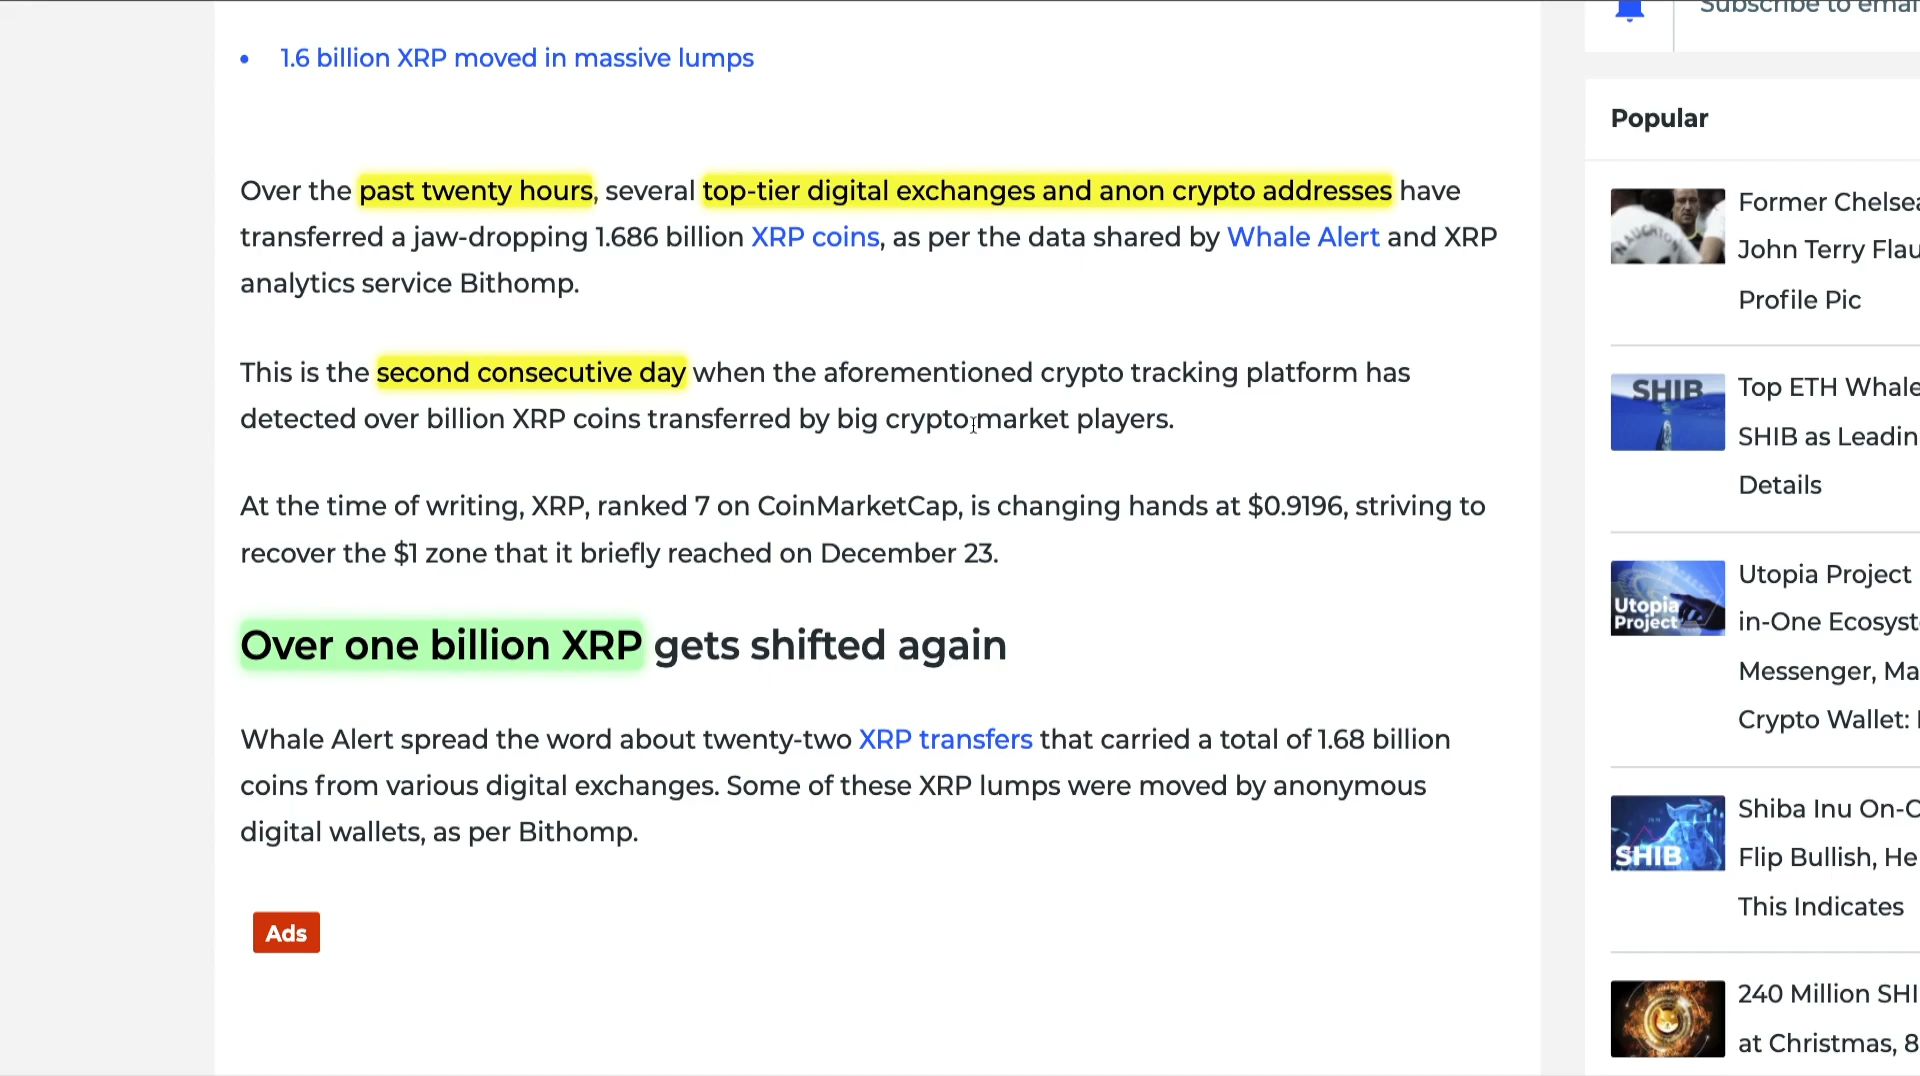 Subscribe to email
1.6 billion XRP moved in massive lumps
Over the past twenty hours, several top-tier digital exchanges and anon crypto addresses have
transferred a jaw-dropping 1.686 billion XRP coins, as per the data shared by Whale Alert and XRP
analytics service Bithomp.
This is the second consecutive day when the aforementioned crypto tracking platform has
detected over billion XRP coins transferred by big crypto market players.
At the time of writing, XRP, ranked 7 on CoinMarketCap, is changing hands at $0.9196, striving to
recover the $1 zone that it briefly reached on December 23.
Over one billion XRP gets shifted again
Whale Alert spread the word about twenty-two XRP transfers that carried a total of 1.68 billion
coins from various digital exchanges. Some of these XRP lumps were moved by anonymous
digital wallets, as per Bithomp.
Ads
Popular
Former Chelsea
John Terry Flau
Profile Pic
SHIB
Top ETH Whale
SHIB as Leadin
Details
Utopia
Project
Utopia Project
in-One Ecosyst
Messenger, Ma
Crypto Wallet:
SHIB
Shiba Inu On-C
Flip Bullish, He
This Indicates
240 Million SHI
at Christmas, 8